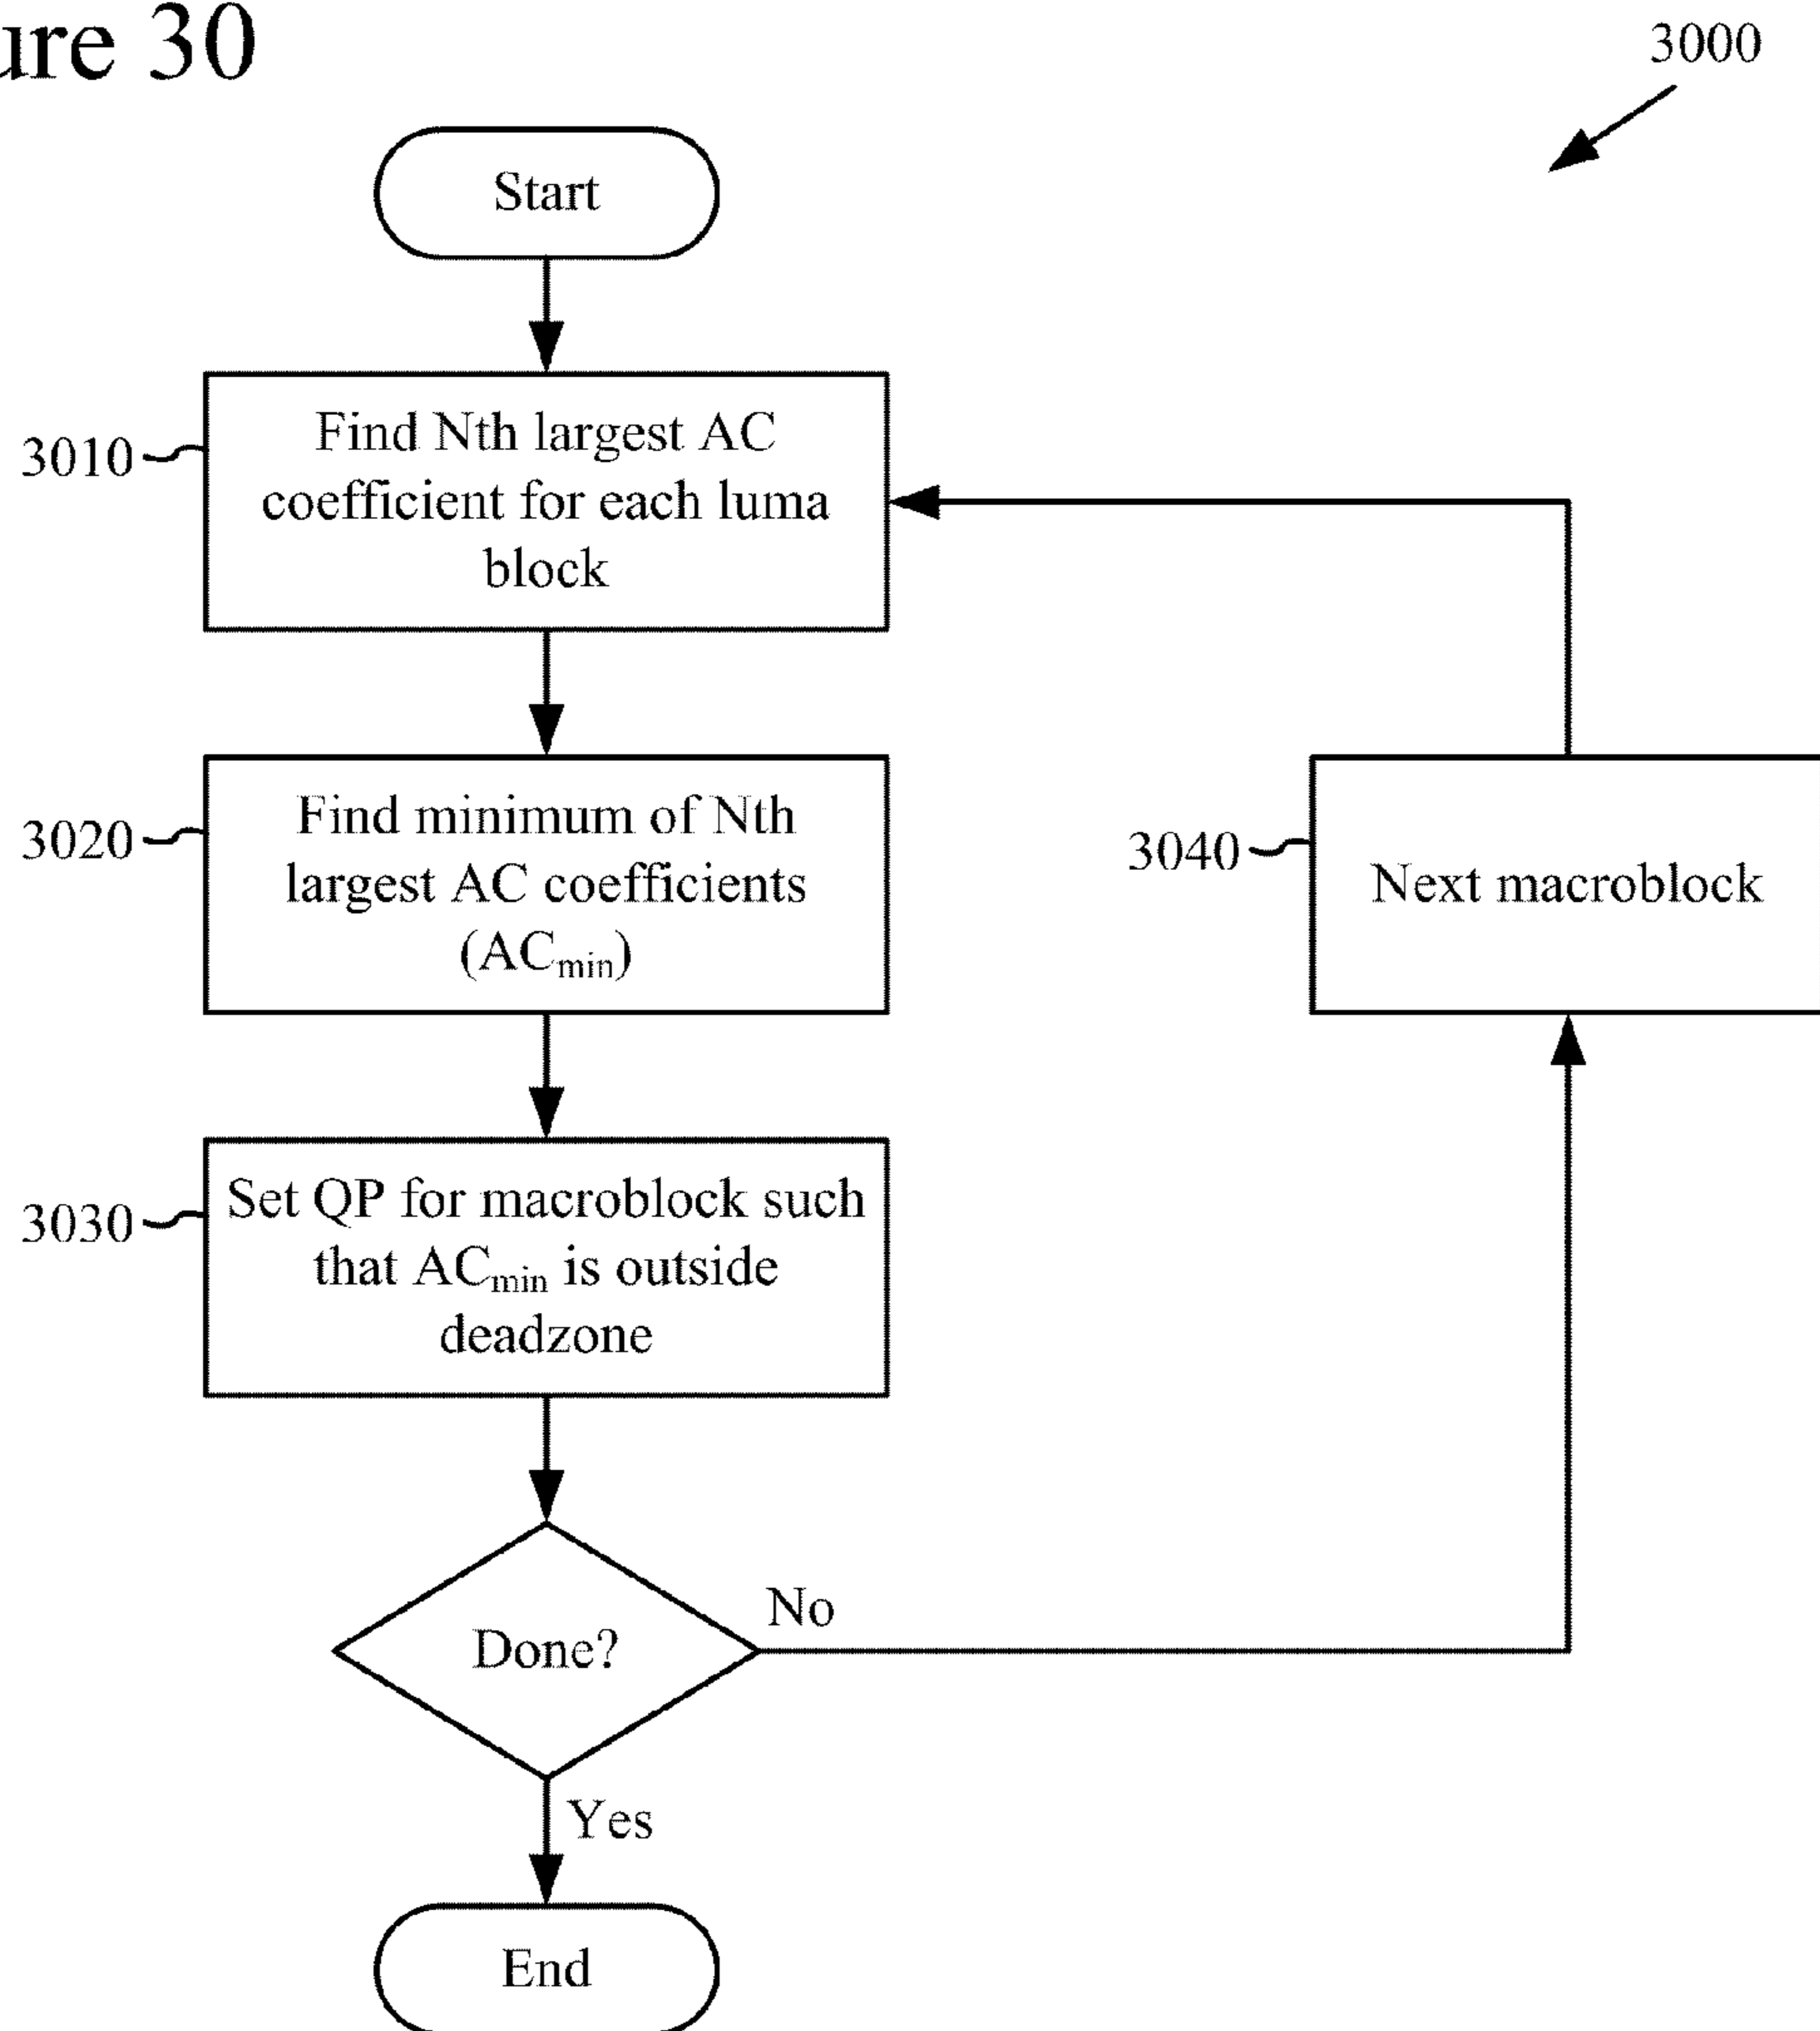 ure 30
3000
Start
3010
Find Nth largest AC
coefficient for each luma
block
3020
Find minimum of Nth
largest AC coefficients
(ACmin)
3040
Next macroblock
3030
Set QP for macroblock such
that ACmin is outside
deadzone
No
Done?
Yes
End